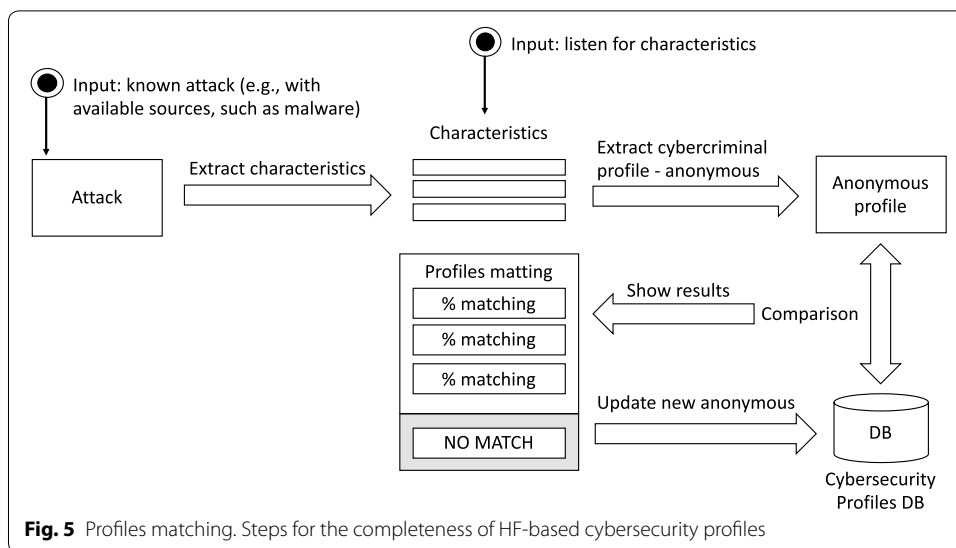 Input: listen for characteristics
Input: known attack (e.g., with
available sources, such as malware)
Characteristics
Extract characteristics
Extract cybercriminal
profile - anonymous
Attack
Anonymous
profile
Profiles matting
% matching
% matching
% matching
NO MATCH
Show results
Comparison
Update new anonymous
DB
Cybersecurity
Profiles DB
Fig. 5 Profiles matching. Steps for the completeness of HF-based cybersecurity profiles